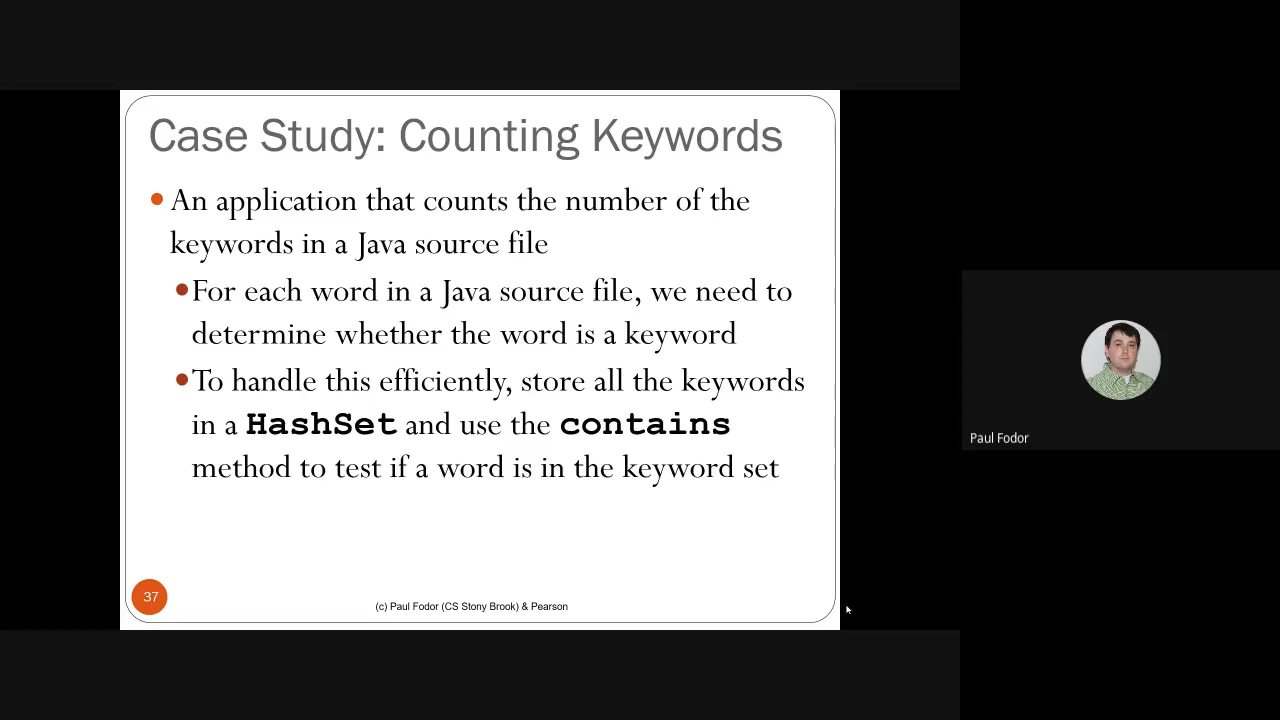 Case Study: Counting Keywords
An application that counts the number of the
keywords in a Java source file
For each word in a Java source file, we need to
determine whether the word is a keyword
To handle this efficiently, store all the keywords
in a HashSet and use the contains
method to test if a word is in the keyword set
37
(c) Paul Fodor (CS Stony Brook) & Pearson
Paul Fodor